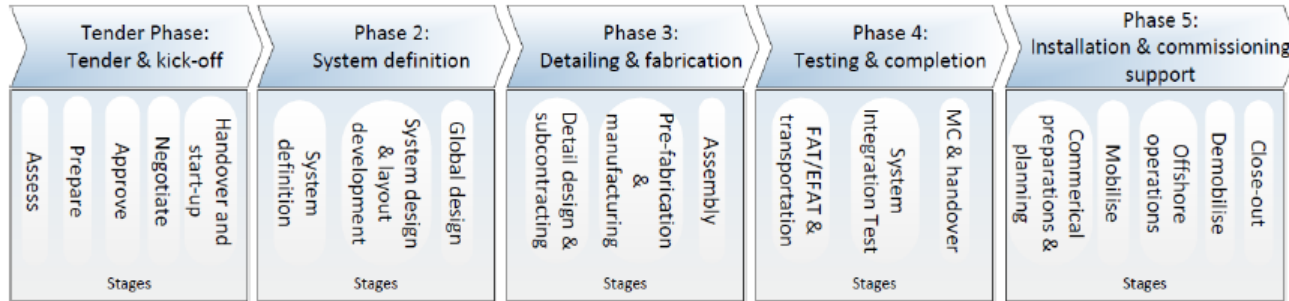 Tender Phase:
Tender & kick-off
Assess
Prepare
Approve
Negotiate
Handover and
start-up
Stages
Phase 2:
System definition
System
definition
System design
& layout
development
Global design
Stages
Phase 3:
Detailing & fabrication
Detail design &
subcontracting
Pre-fabrication
&
manufacturing
Assembly
Stages
Phase 4:
Testing & completion
FAT/EFAT &
transportation
System
Integration Test
MC & handover
Stages
Phase 5:
Installation & commissioning
support
Commerical
preparations &
planning
Mobilise
Offshore
operations
Demobilise
Close-out
Stages